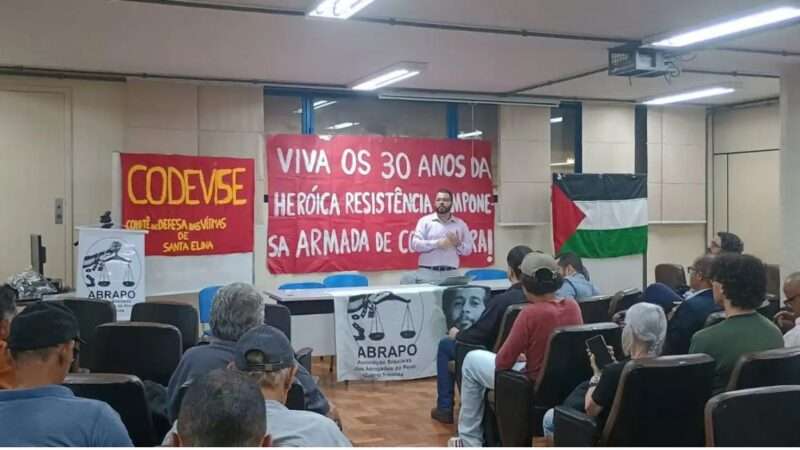 CODEVISE
COMITÊ DE DEFESA DAS VÍTIMAS
DE
SANTA ELINA
VIVA OS 30 ANOS DA
HERÓICA RESISTÊNCIA
SA ARMADA DE
ABRAPO
ABRAPO
Associação Brasileira
dos Advogados do Povo